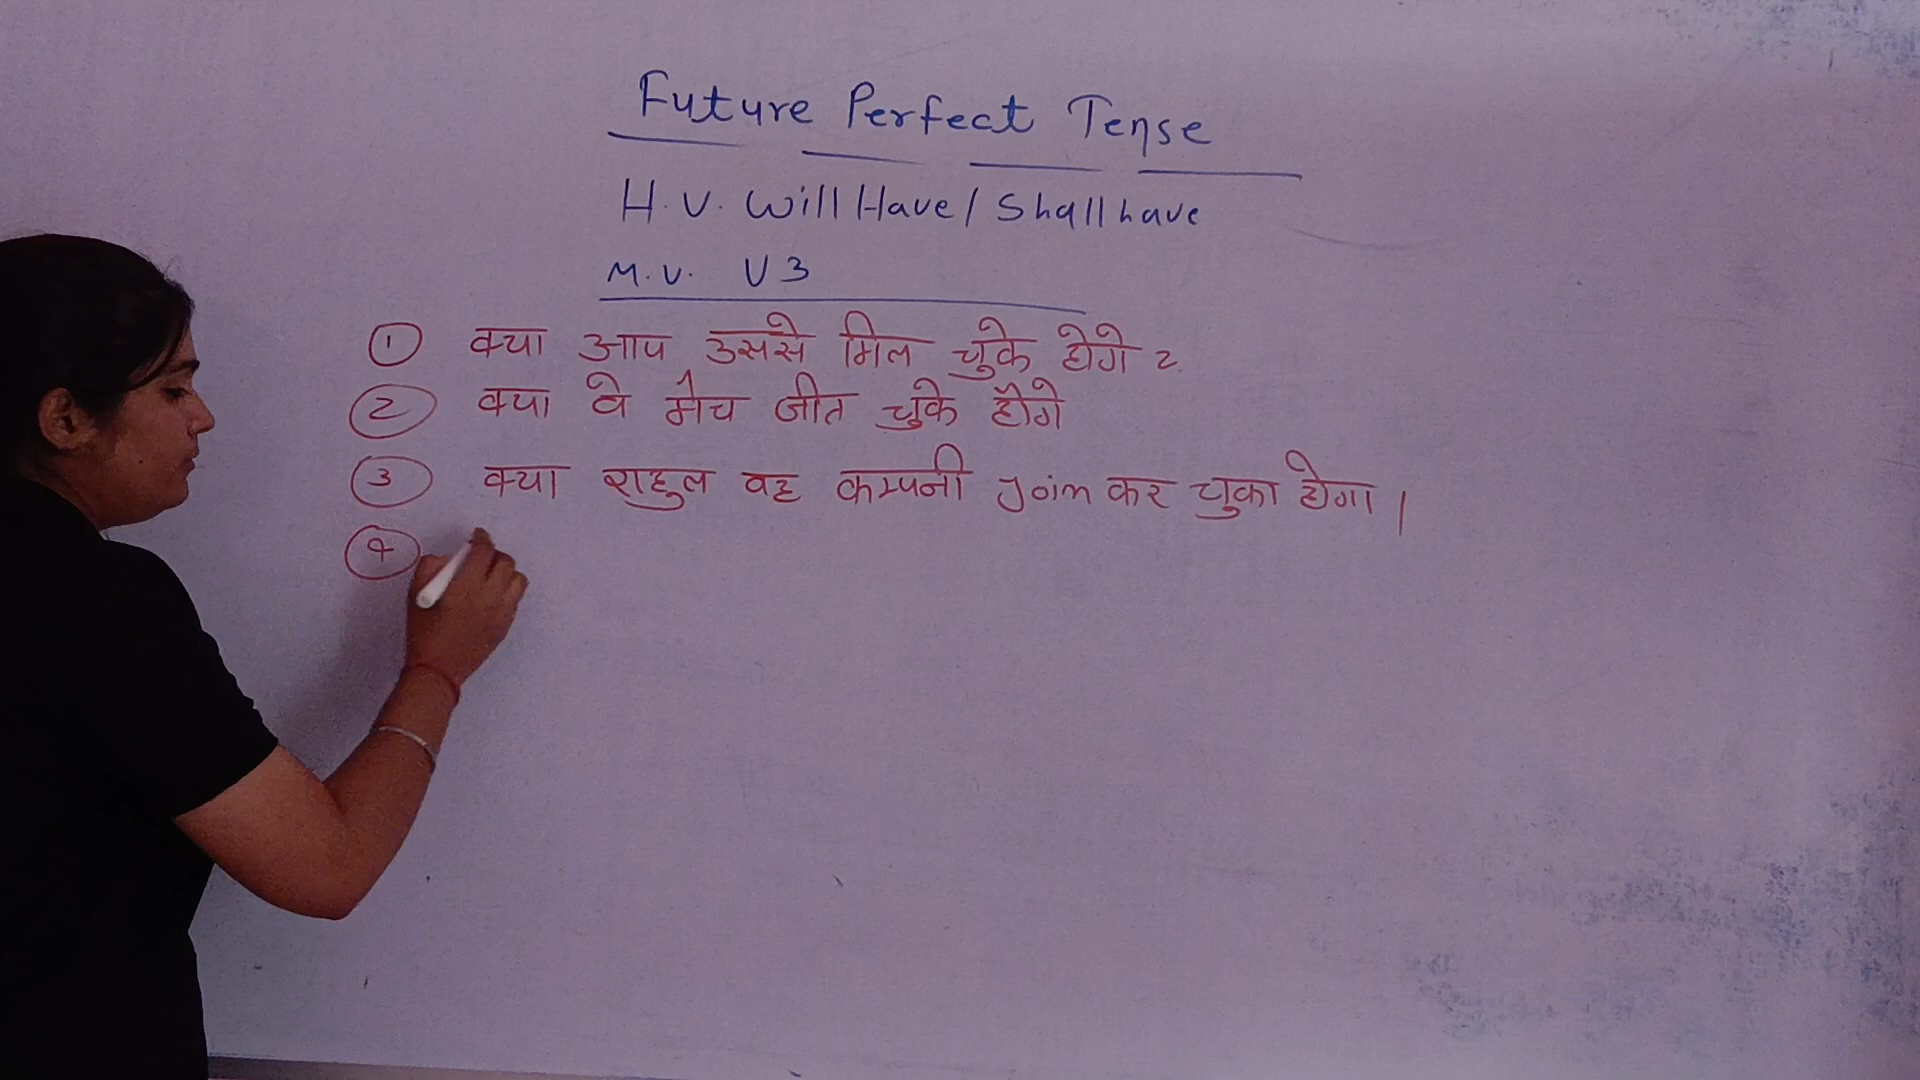 Future Perfect Tense
H.V. Will Have / Shall have
M.V. V3
① क्या आप उससे मिल चुके होगे ?
② क्या वे मैच जीत चुके होंगे
③ क्या राहुल वह कम्पनी Join कर चुका होगा |
④